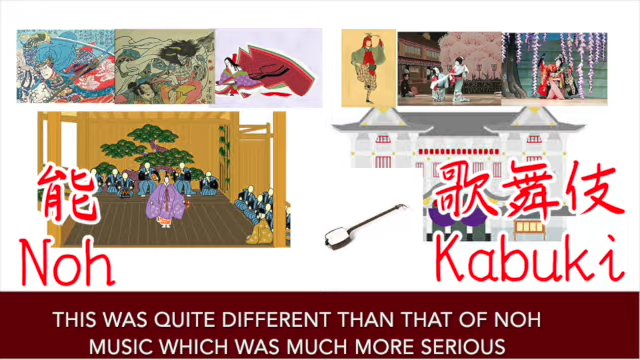 能
Noh
歌舞伎
Kabuki
THIS WAS QUITE DIFFERENT THAN THAT OF NOH
MUSIC WHICH WAS MUCH MORE SERIOUS